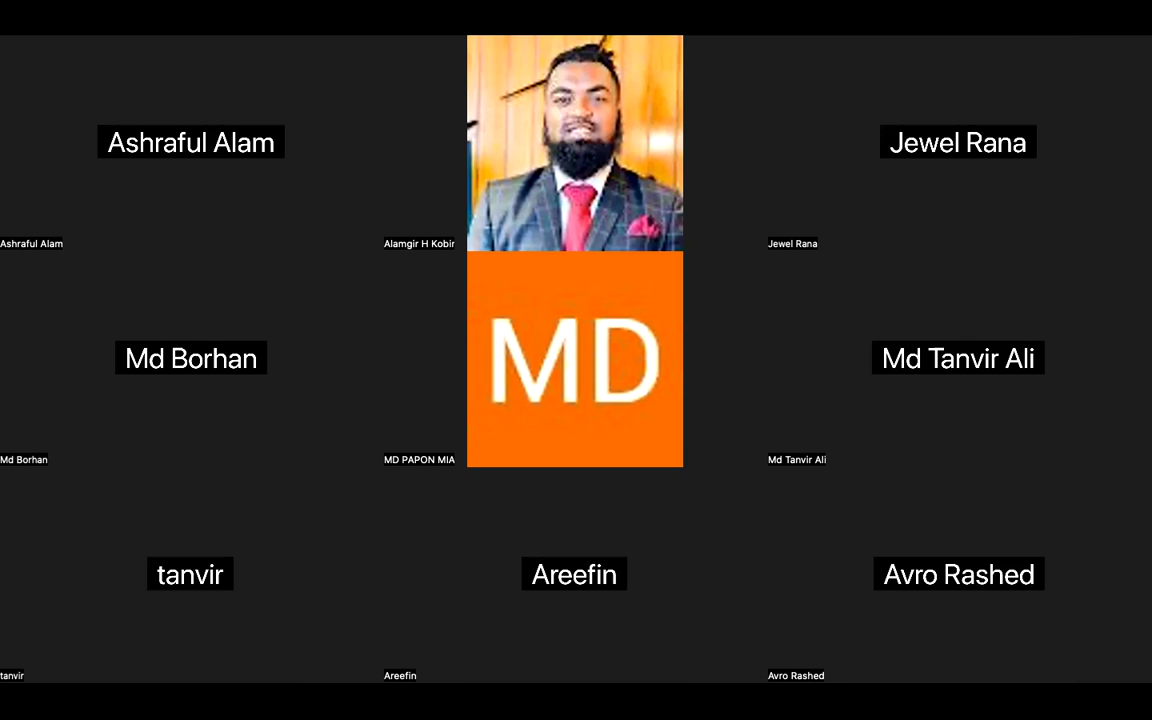 Ashraful Alam
Jewel Rana
Ashraful Alam
Alamgir H Kobir
Jewel Rana
Md Borhan
MD
Md Tanvir Ali
Md Borhan
MD PAPON MIA
Md Tanvir Ali
tanvir
Areefin
Avro Rashed
tanvir
Areefin
Avro Rashed